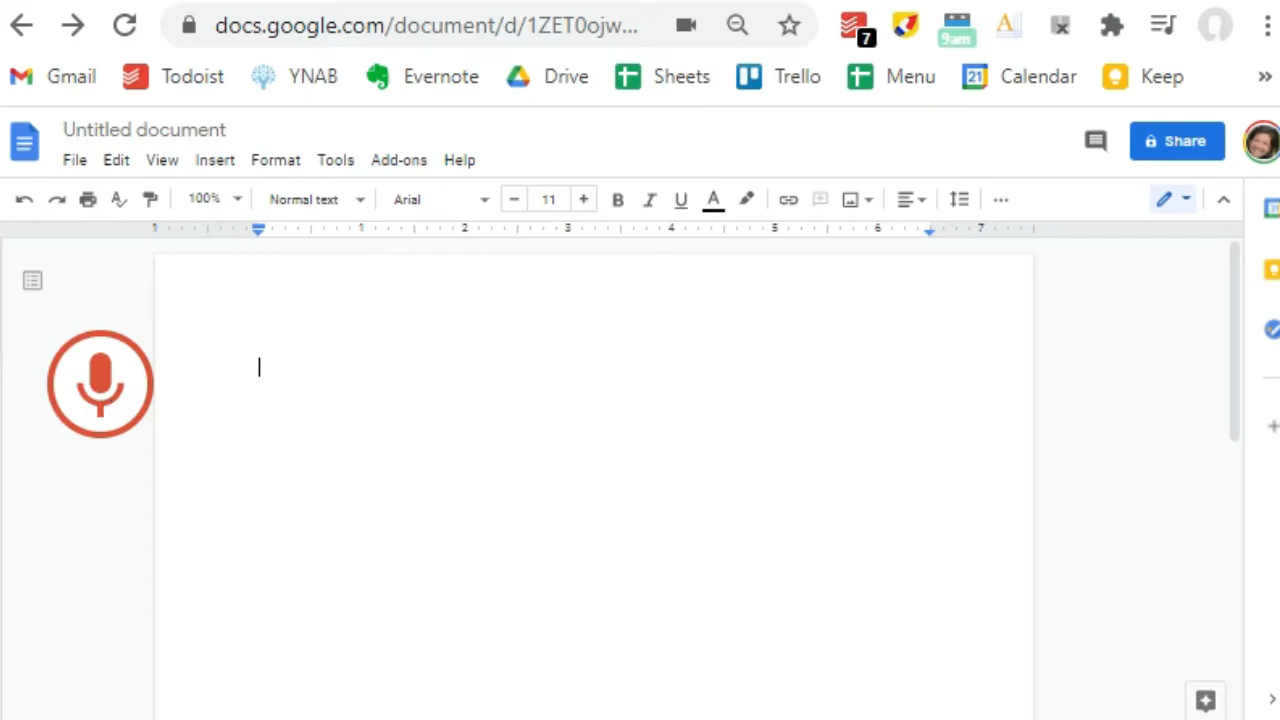 docs.google.com/document/d/1ZET0ojw...
7
9am
A
Gmail Todoist YNAB Evernote Drive Sheets Trello Menu 21 Calendar Keep »
Untitled document
Share
File Edit View Insert Format Tools Add-ons Help
100% Normal text Arial − 11 + B I U A ...
1 1 2 3 4 5 6 7